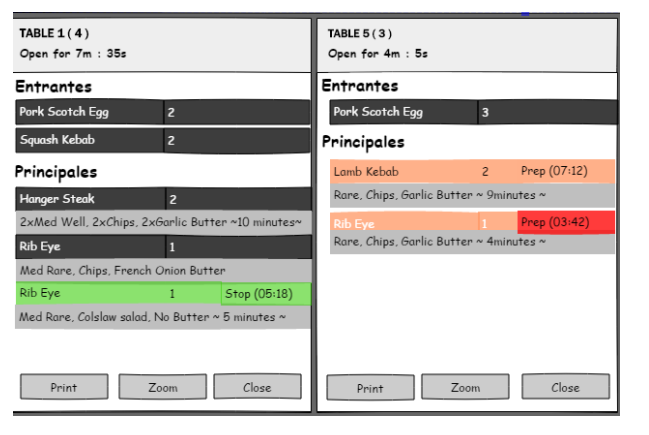 TABLE 1 ( 4 )
Open for 7m : 35s
Entrantes
Pork Scotch Egg 2
Squash Kebab 2
Principales
Hanger Steak 2
2xMed Well, 2xChips, 2xGarlic Butter ~10 minutes~
Rib Eye 1
Med Rare, Chips, French Onion Butter
Rib Eye 1 Stop (05:18)
Med Rare, Colslaw salad, No Butter ~ 5 minutes ~
Print Zoom Close
TABLE 5 ( 3 )
Open for 4m : 5s
Entrantes
Pork Scotch Egg 3
Principales
Lamb Kebab 2 Prep (07:12)
Rare, Chips, Garlic Butter ~ 9minutes ~
Rib Eye 1 Prep (03:42)
Rare, Chips, Garlic Butter ~ 4minutes ~
Print Zoom Close